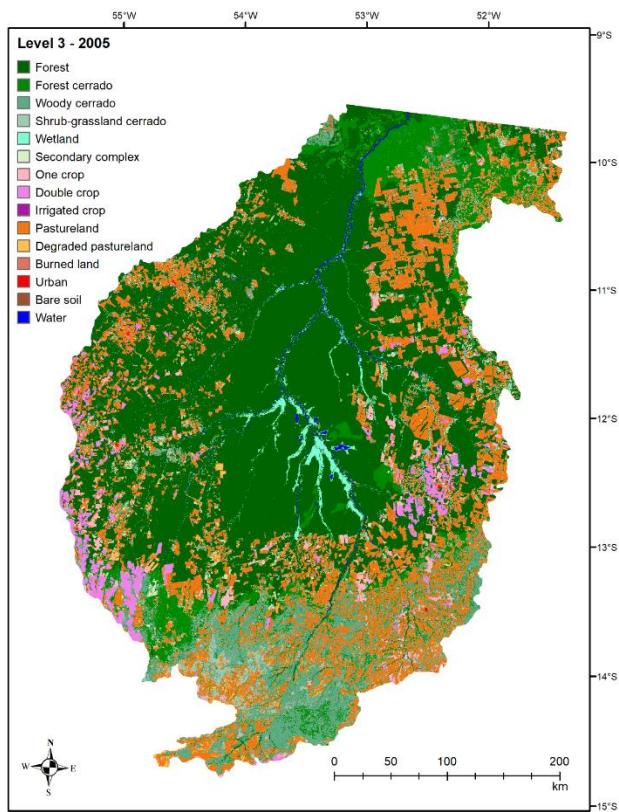 55°W 54°W 53°W 52°W
Level 3 - 2005
Forest
Forest cerrado
Woody cerrado
Shrub-grassland cerrado
Wetland
Secondary complex
One crop
Double crop
Irrigated crop
Pastureland
Degraded pastureland
Burned land
Urban
Bare soil
Water
9°S
10°S
11°S
12°S
13°S
14°S
15°S
N
W E
S
0 50 100 150 200
km